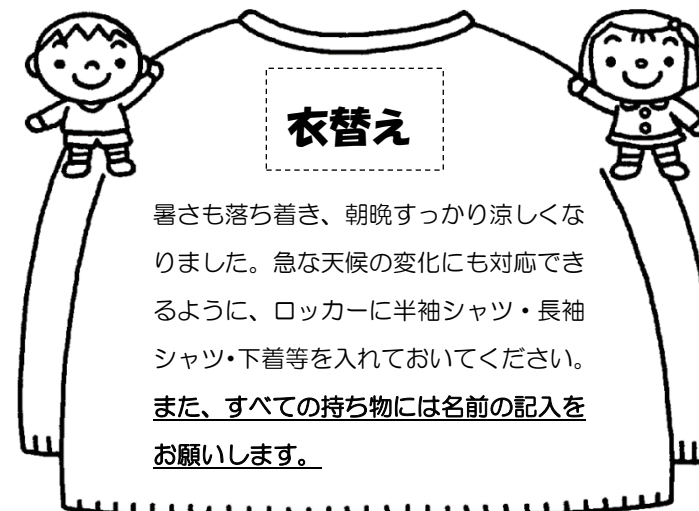 衣替え
暑さも落ち着き、朝晩すっかり涼しくな
りました。急な天候の変化にも対応でき
るように、ロッカーに半袖シャツ・長袖
シャツ・下着等を入れておいてください。
また、すべての持ち物には名前の記入を
お願いします。